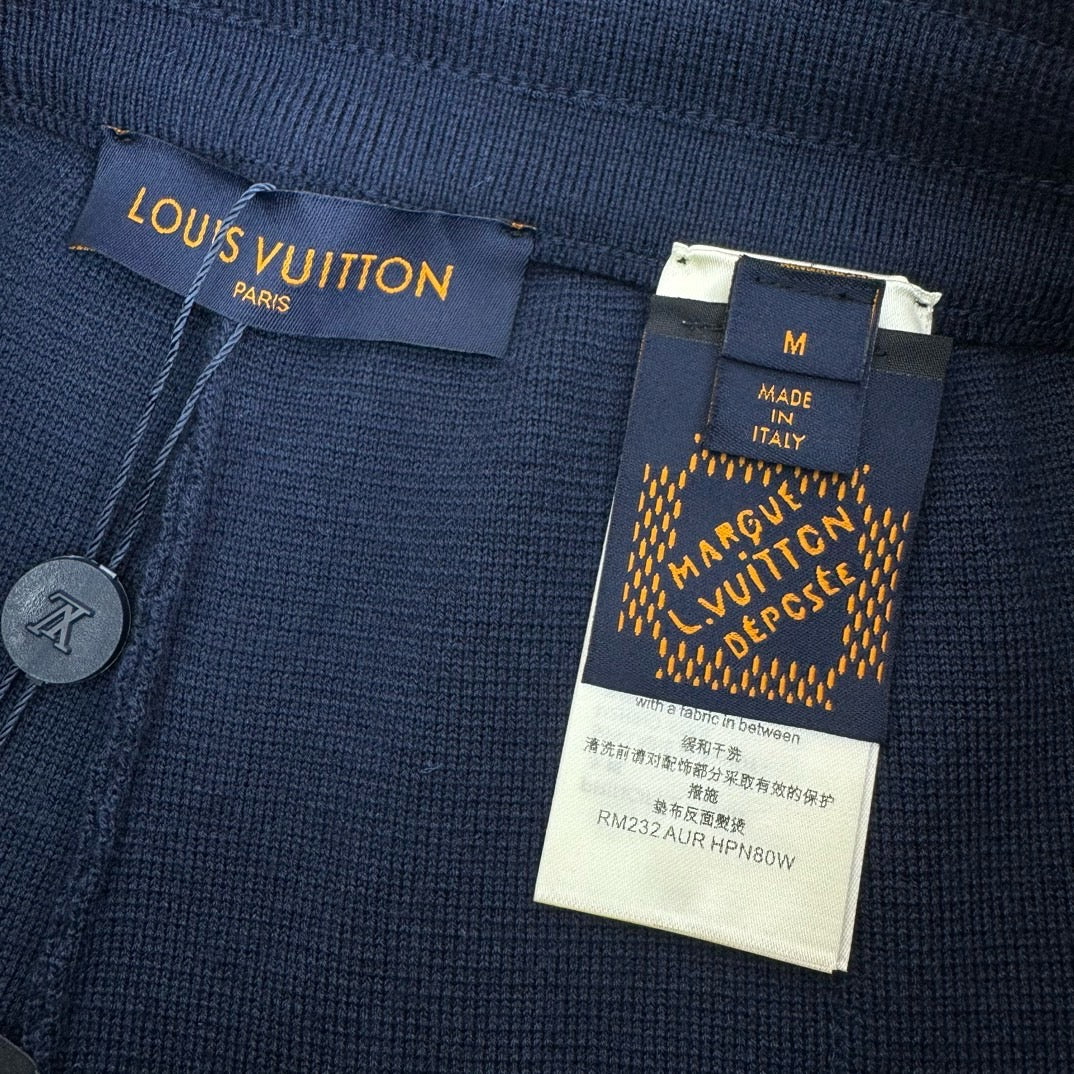 LOUIS VUITTON
PARIS
M
MADE
IN
ITALY
MARQUE
L.VUITTON
DÉPOSÉE
with a fabric in between
缓和干洗
清洗前请对配饰部分采取有效的保护
措施
垫布反面熨烫
RM232 AUR HPN80W